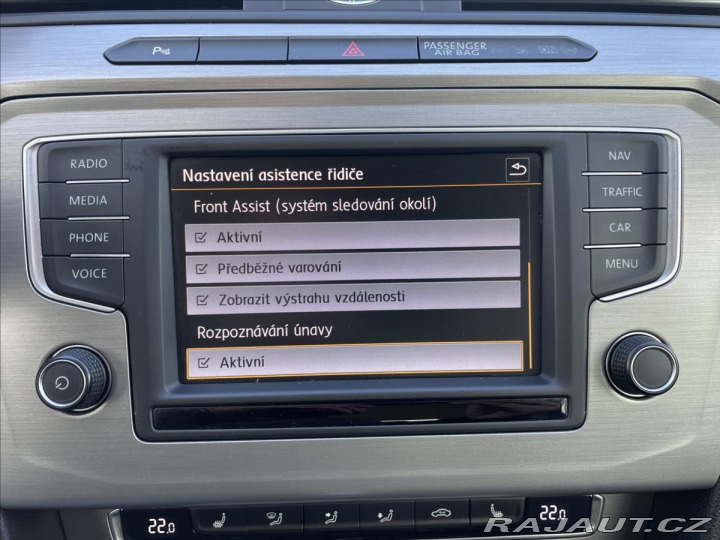 P
PASSENGER
AIR BAG
RADIO
MEDIA
PHONE
VOICE
NAV
TRAFFIC
CAR
MENU
Nastavení asistence řidiče
Front Assist (systém sledování okolí)
Aktivní
Předběžné varování
Zobrazit výstrahu vzdálenosti
Rozpoznávání únavy
Aktivní
22.0
22.0
RAJAUT.CZ